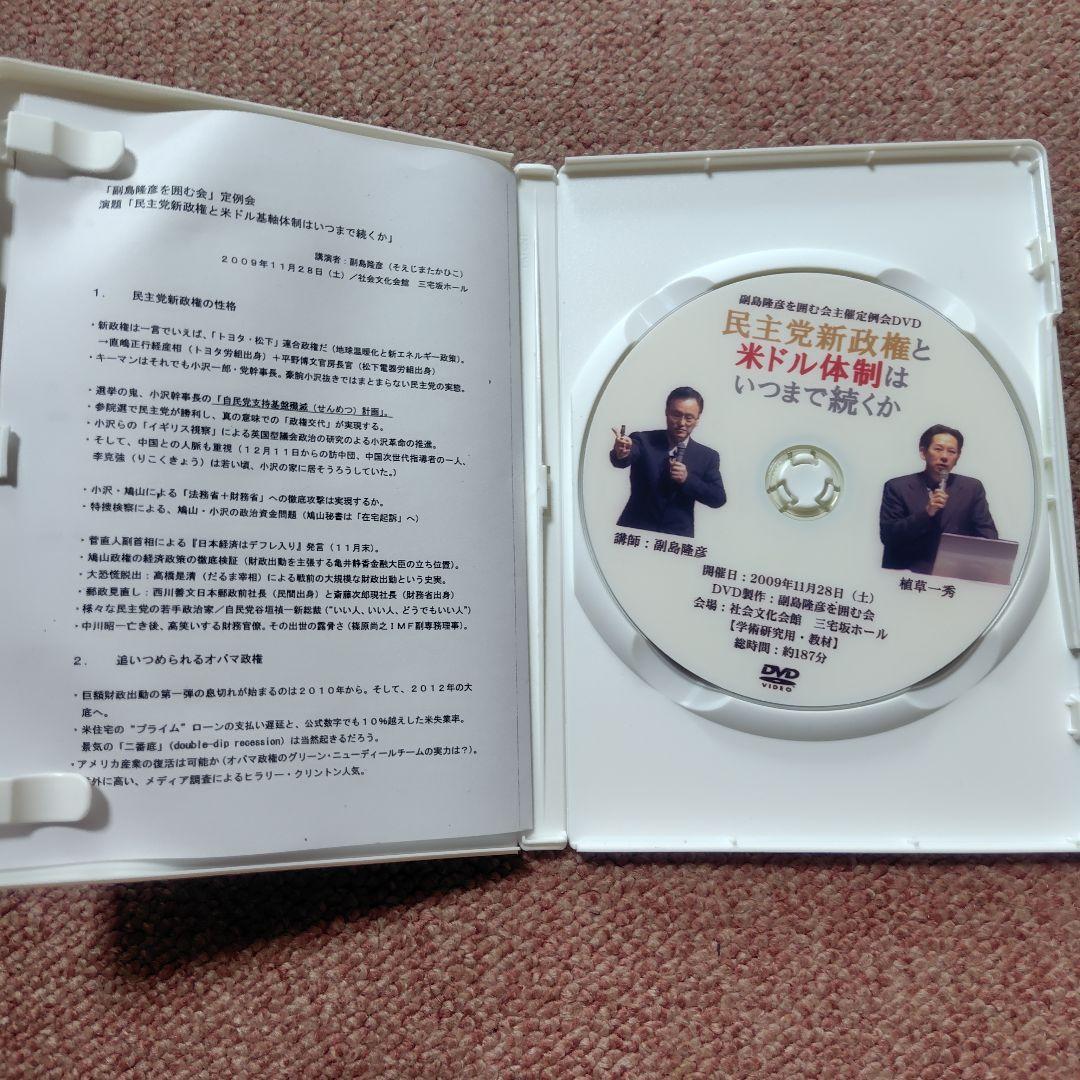 「副島隆彦を囲む会」定例会
演題「民主党新政権と米ドル基軸体制はいつまで続くか」
講演者：副島隆彦（そえじまたかひこ）
２００９年１１月２８日（土）／社会文化会館　三宅坂ホール
１．　民主党新政権の性格
・新政権は一言でいえば、「トヨタ・松下」連合政権だ（地球温暖化と新エネルギー政策）。
→直嶋正行経産相（トヨタ労組出身）＋平野博文官房長官（松下電器労組出身）
・キーマンはそれでも小沢一郎・党幹事長。豪腕小沢抜きではまとまらない民主党の実態。
・選挙の鬼、小沢幹事長の「自民党支持基盤殲滅（せんめつ）計画」。
・参院選で民主党が勝利し、真の意味での「政権交代」が実現する。
・小沢らの「イギリス視察」による英国型議会政治の研究のよる小沢革命の推進。
・そして、中国との人脈も重視（１２月１１日からの訪中団、中国次世代指導者の一人、
李克強（りこくきょう）は若い頃、小沢の家に居そうろうしていた。）
・小沢・鳩山による「法務省＋財務省」への徹底攻撃は実現するか。
・特捜検察による、鳩山・小沢の政治資金問題（鳩山秘書は「在宅起訴」へ）
・菅直人副首相による『日本経済はデフレ入り』発言（１１月末）。
・鳩山政権の経済政策の徹底検証（財政出動を主張する亀井静香金融大臣の立ち位置）。
・大恐慌脱出：高橋是清（だるま宰相）による戦前の大規模な財政出動という史実。
・郵政見直し：西川善文日本郵政前社長（民間出身）と斎藤次郎現社長（財務省出身）
・様々な民主党の若手政治家／自民党谷垣禎一新総裁（“いい人、いい人、どうでもいい人”）
・中川昭一亡き後、高笑いする財務官僚。その出世の露骨さ（篠原尚之ＩＭＦ副専務理事）。
２．　追いつめられるオバマ政権
・巨額財政出動の第一弾の息切れが始まるのは２０１０年から。そして、２０１２年の大
底へ。
・米住宅の“プライム”ローンの支払い遅延と、公式数字でも１０％越えした米失業率。
景気の「二番底」(double-dip recession) は当然起きるだろう。
・アメリカ産業の復活は可能か（オバマ政権のグリーン・ニューディールチームの実力は？）。
外に高い、メディア調査によるヒラリー・クリントン人気。
副島隆彦を囲む会主催定例会DVD
民主党新政権と
米ドル体制は
いつまで続くか
講師：副島隆彦
植草一秀
開催日：2009年11月28日（土）
DVD製作：副島隆彦を囲む会
会場：社会文化会館　三宅坂ホール
【学術研究用・教材】
総時間：約187分
DVD
VIDEO